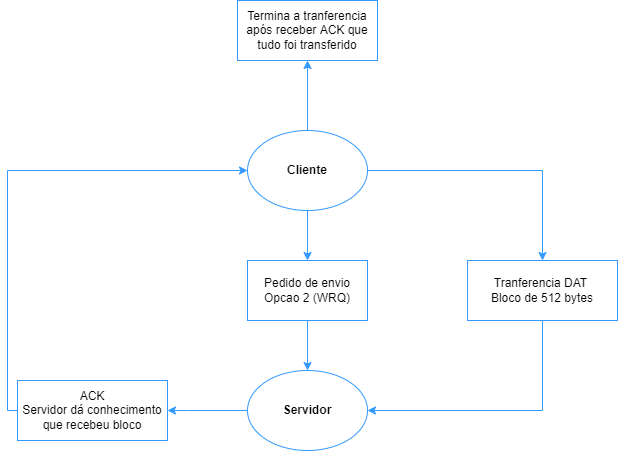 Termina a tranferencia
após receber ACK que
tudo foi transferido
Cliente
Pedido de envio
Opcao 2 (WRQ)
Tranferencia DAT
Bloco de 512 bytes
ACK
Servidor dá conhecimento
que recebeu bloco
Servidor